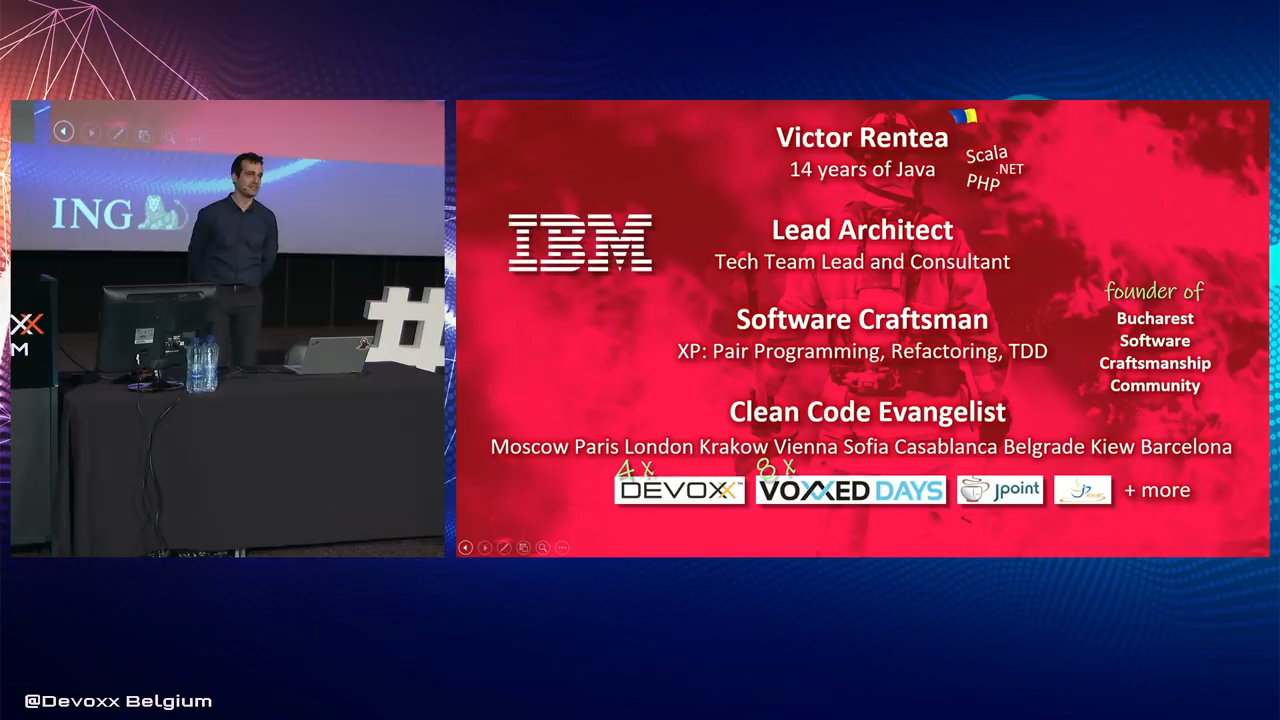 ING
XX
M
#
Victor Rentea
14 years of Java
Scala
.NET
PHP
IBM
Lead Architect
Tech Team Lead and Consultant
Software Craftsman
XP: Pair Programming, Refactoring, TDD
founder of
Bucharest
Software
Craftsmanship
Community
Clean Code Evangelist
Moscow Paris London Krakow Vienna Sofia Casablanca Belgrade Kiew Barcelona
4x
8x
DEVOXX™
VOXXED DAYS
jpoint
+ more
@Devoxx Belgium